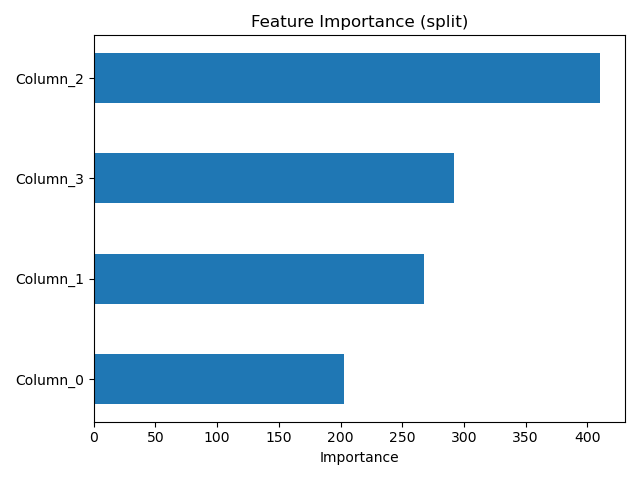 Feature Importance (split)
Column_2
Column_3
Column_1
Column_0
0 50 100 150 200 250 300 350 400
Importance